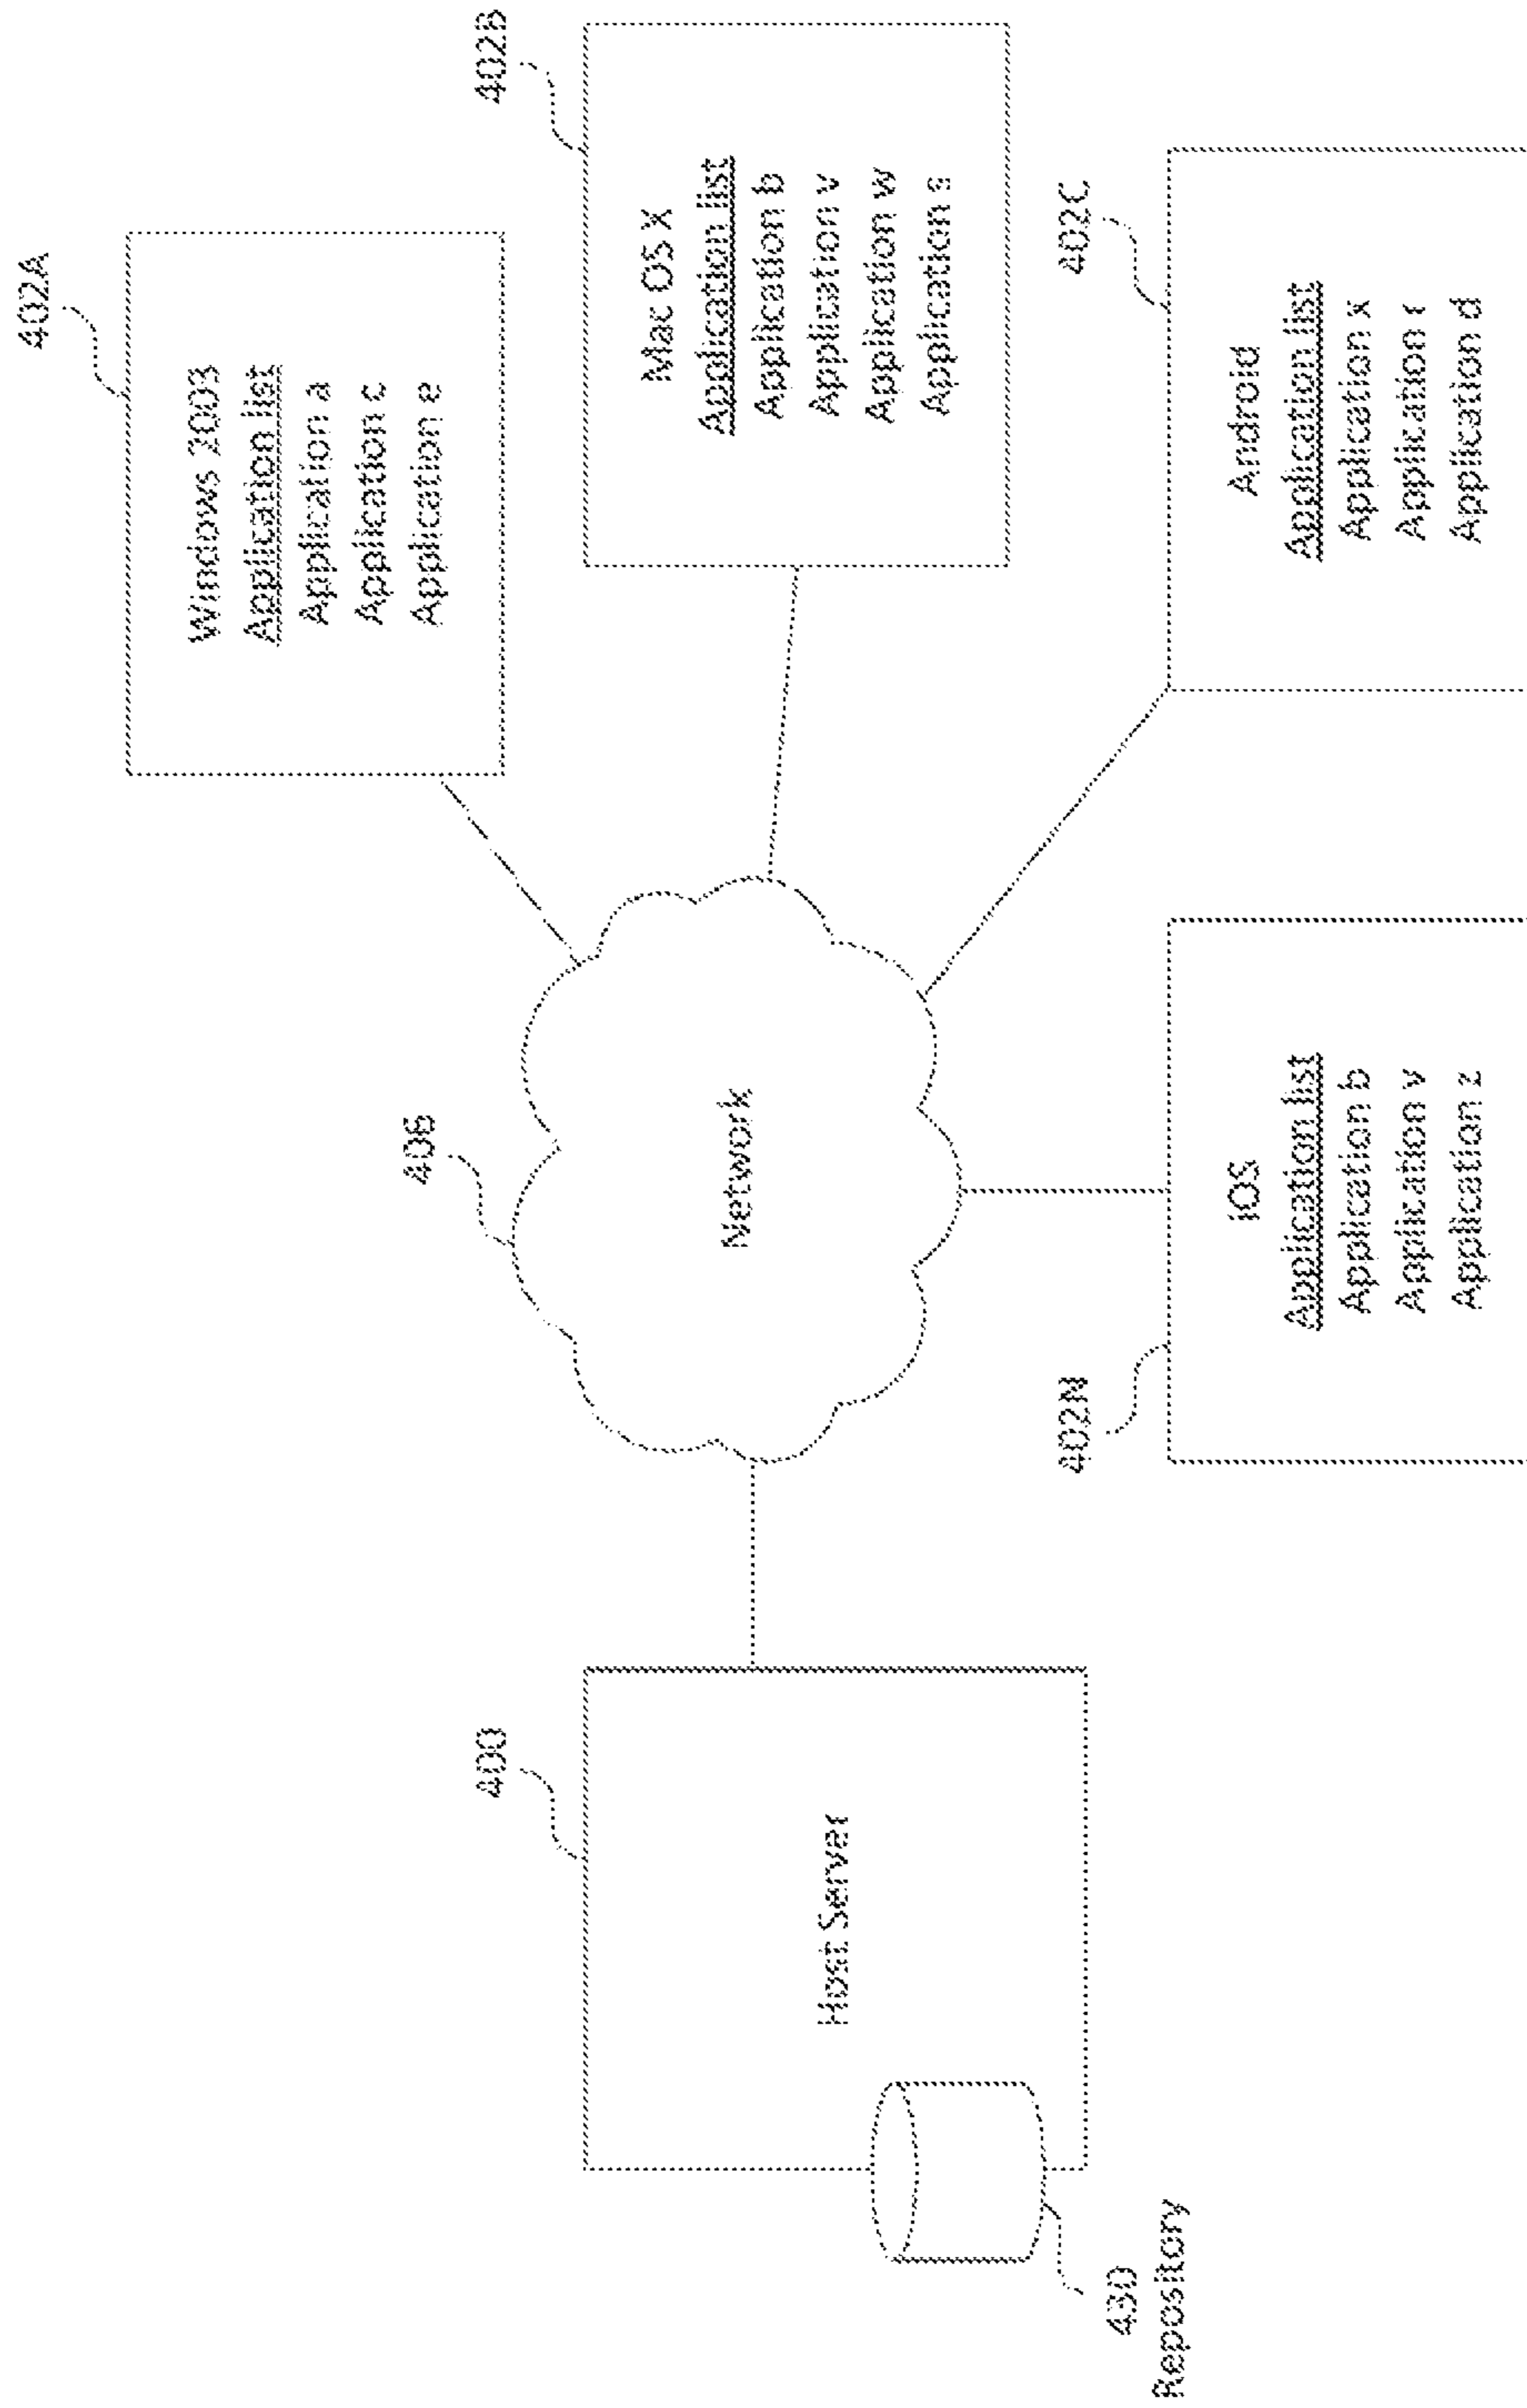 402A
Windows 2003
Application list
Application a
Application c
Application e
402B
Mac OS X
Application list
Application b
Application v
Application w
Application s
406
Network
400
Host Server
430
Repository
402N
iOS
Application list
Application b
Application v
Application z
402C
Android
Application list
Application x
Application r
Application d